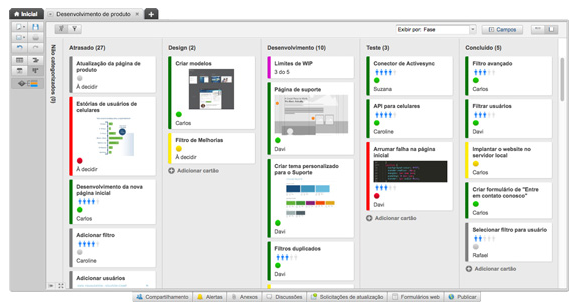 Inicial
Desenvolvimento de produto
Exibir por: Fase
Campos
Não categorizados (0)
Atrasado (27)
Atualização da página de
produto
À decidir
Estórias de usuários de
celulares
À decidir
Desenvolvimento da nova
página inicial
Carlos
Adicionar filtro
Caroline
Adicionar usuários
Design (2)
Criar modelos
Carlos
Filtro de Melhorias
À decidir
Adicionar cartão
Desenvolvimento (10)
Limites de WIP
3 do 5
Página de suporte
Davi
Criar tema personalizado
para o Suporte
Davi
Filtros duplicados
Davi
Teste (3)
Conector de Activesync
Suzana
API para celulares
Caroline
Arrumar falha na página
inicial
Davi
Adicionar cartão
Concluído (5)
Filtro avançado
Carlos
Filtrar usuários
Davi
Implantar o website no
servidor local
Carlos
Criar formulário de "Entre
em contato conosco"
Carlos
Selecionar filtro para usuário
Rafael
Adicionar cartão
Compartilhamento
Alertas
Anexos
Discussões
Solicitações de atualização
Formulários web
Publicar